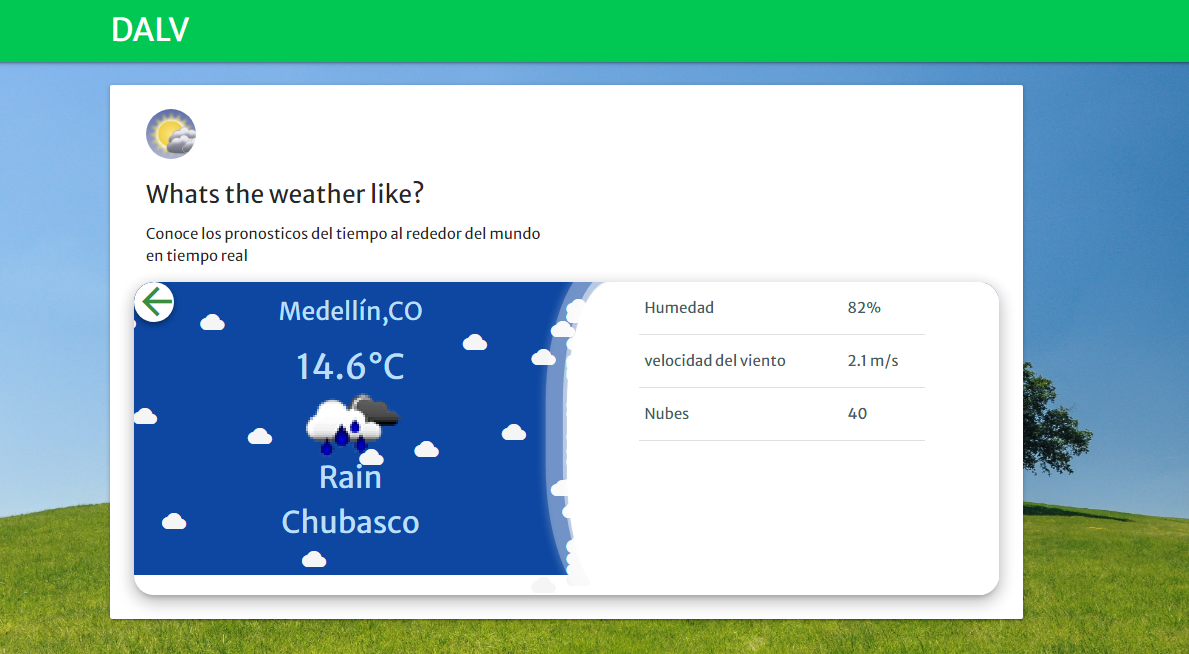 DALV
Whats the weather like?
Conoce los pronosticos del tiempo al rededor del mundo
en tiempo real
Medellín,CO
14.6°C
Rain
Chubasco
Humedad 82%
velocidad del viento 2.1 m/s
Nubes 40